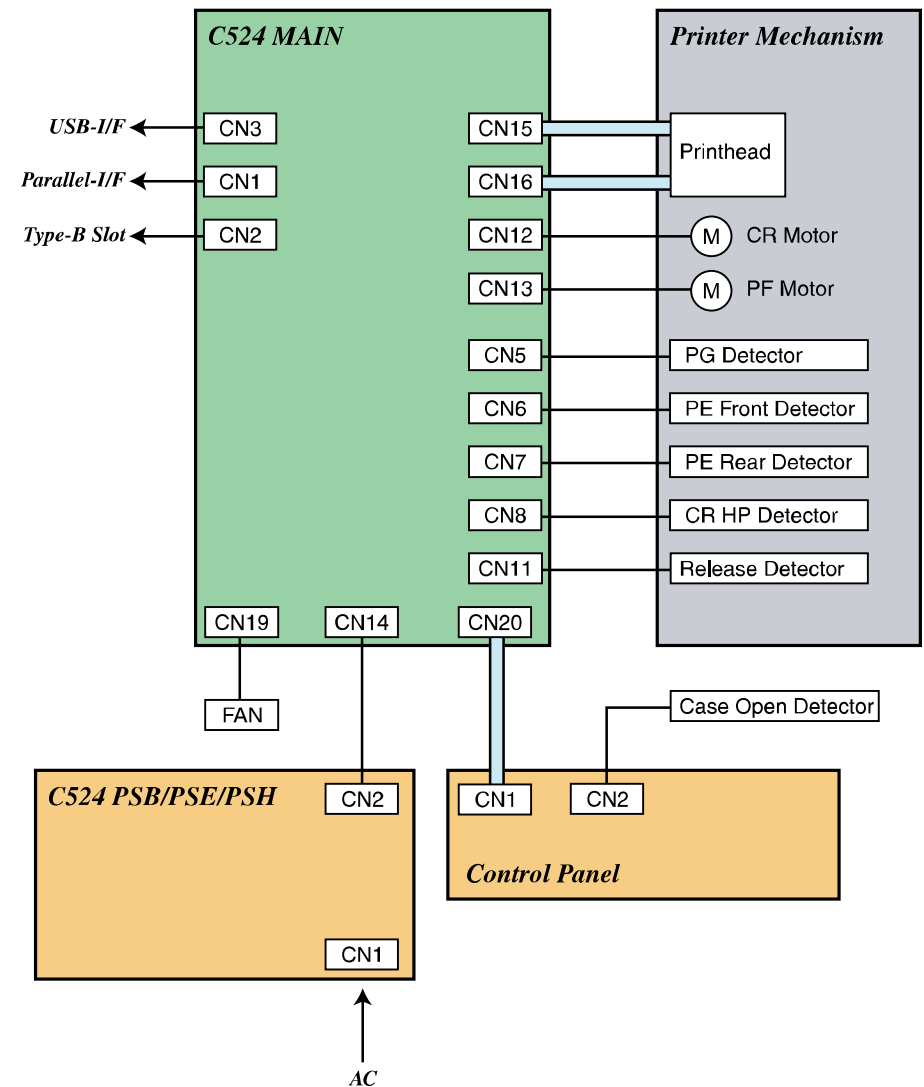 C524 MAIN
Printer Mechanism
USB-I/F
CN3
CN15
Printhead
Parallel-I/F
CN1
CN16
Type-B Slot
CN2
CN12
M
CR Motor
CN13
M
PF Motor
CN5
PG Detector
CN6
PE Front Detector
CN7
PE Rear Detector
CN8
CR HP Detector
CN11
Release Detector
CN19
CN14
CN20
FAN
Case Open Detector
C524 PSB/PSE/PSH
CN2
CN1
CN2
Control Panel
CN1
AC